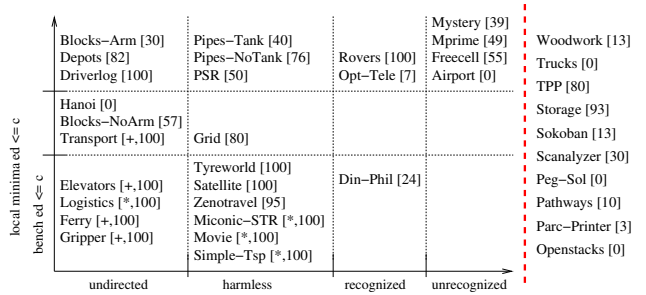 Mystery [39]
Blocks−Arm [30] Pipes−Tank [40] Mprime [49] Woodwork [13]
Depots [82] Pipes−NoTank [76] Rovers [100] Freecell [55] Trucks [0]
Driverlog [100] PSR [50] Opt−Tele [7] Airport [0] TPP [80]
Hanoi [0] Storage [93]
Blocks−NoArm [57] Sokoban [13]
Transport [+,100] Grid [80] Scanalyzer [30]
Tyreworld [100]
Elevators [+,100] Satellite [100] Din−Phil [24] Peg−Sol [0]
Logistics [*,100] Zenotravel [95] Pathways [10]
Ferry [+,100] Miconic−STR [*,100] Parc−Printer [3]
Gripper [+,100] Movie [*,100] Openstacks [0]
Simple−Tsp [*,100]
local minima ed <= c
bench ed <= c
undirected harmless recognized unrecognized